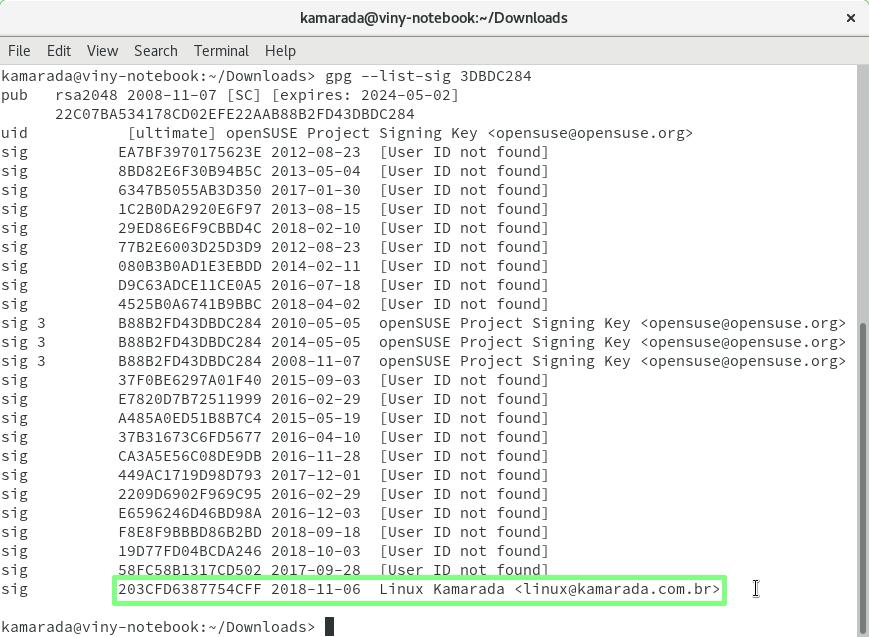 kamarada@viny-notebook:~/Downloads
×
File Edit View Search Terminal Help
kamarada@viny-notebook:~/Downloads> gpg --list-sig 3DBDC284
pub   rsa2048 2008-11-07 [SC] [expires: 2024-05-02]
      22C07BA534178CD02EFE22AAB88B2FD43DBDC284
uid           [ultimate] openSUSE Project Signing Key <opensuse@opensuse.org>
sig          EA7BF3970175623E 2012-08-23  [User ID not found]
sig          8BD82E6F30B94B5C 2013-05-04  [User ID not found]
sig          6347B5055AB3D350 2017-01-30  [User ID not found]
sig          1C2B0DA2920E6F97 2013-08-15  [User ID not found]
sig          29ED86E6F9CBBD4C 2018-02-10  [User ID not found]
sig          77B2E6003D25D3D9 2012-08-23  [User ID not found]
sig          080B3B0AD1E3EBDD 2014-02-11  [User ID not found]
sig          D9C63ADCE11CE0A5 2016-07-18  [User ID not found]
sig          4525B0A6741B9BBC 2018-04-02  [User ID not found]
sig 3        B88B2FD43DBDC284 2010-05-05  openSUSE Project Signing Key <opensuse@opensuse.org>
sig 3        B88B2FD43DBDC284 2014-05-05  openSUSE Project Signing Key <opensuse@opensuse.org>
sig 3        B88B2FD43DBDC284 2008-11-07  openSUSE Project Signing Key <opensuse@opensuse.org>
sig          37F0BE6297A01F40 2015-09-03  [User ID not found]
sig          E7820D7B72511999 2016-02-29  [User ID not found]
sig          A485A0ED51B8B7C4 2015-05-19  [User ID not found]
sig          37B31673C6FD5677 2016-04-10  [User ID not found]
sig          CA3A5E56C08DE9DB 2016-11-28  [User ID not found]
sig          449AC1719D98D793 2017-12-01  [User ID not found]
sig          2209D6902F969C95 2016-02-29  [User ID not found]
sig          E6596246D46BD98A 2016-12-03  [User ID not found]
sig          F8E8F9BBBD86B2BD 2018-09-18  [User ID not found]
sig          19D77FD04BCDA246 2018-10-03  [User ID not found]
sig          58FC58B1317CD502 2017-09-28  [User ID not found]
sig          203CFD6387754CFF 2018-11-06  Linux Kamarada <linux@kamarada.com.br>
kamarada@viny-notebook:~/Downloads>